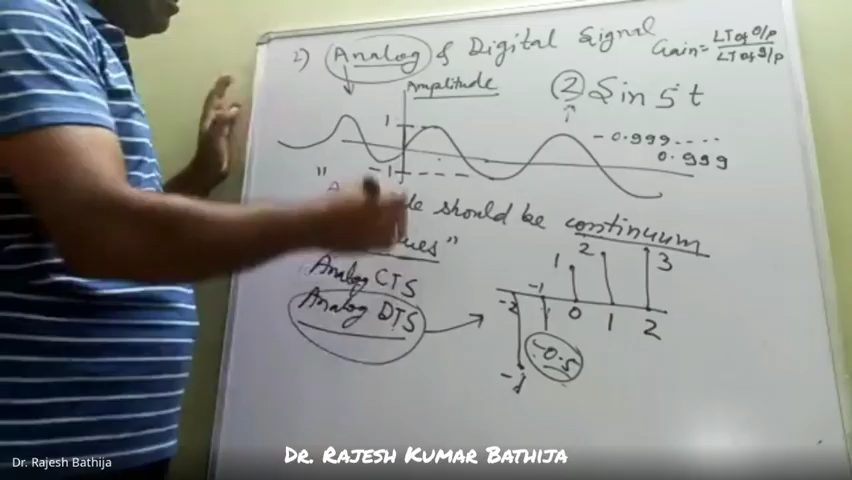 2) Analog & Digital Signal
Gain = LT of O/P
LT of I/P
Amplitude
2 Sin 5t
1
-1
-0.999....
0.999
" should be continuum
"
Analog CTS
Analog DTS
1 2 3
-2 -1 0 1 2
-0.5
Dr. Rajesh Kumar Bathija
Dr. Rajesh Bathija